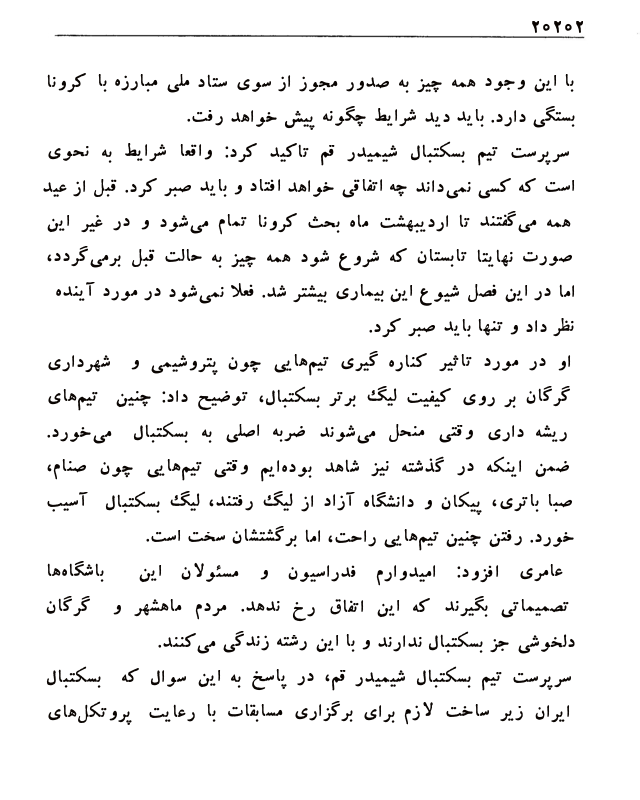 ۲۰۲۰۲
با این وجود همه چیز به صدور مجوز از سوی ستاد ملی مبارزه با کرونا
بستگی دارد. باید دید شرایط چگونه پیش خواهد رفت.
سرپرست تیم بسکتبال شیمیدر قم تاکید کرد: واقعا شرایط به نحوی
است که کسی نمی‌داند چه اتفاقی خواهد افتاد و باید صبر کرد. قبل از عید
همه می‌گفتند تا اردیبهشت ماه بحث کرونا تمام می‌شود و در غیر این
صورت نهایتا تابستان که شروع شود همه چیز به حالت قبل برمی‌گردد،
اما در این فصل شیوع این بیماری بیشتر شد. فعلا نمی‌شود در مورد آینده
نظر داد و تنها باید صبر کرد.
او در مورد تاثیر کناره گیری تیم‌هایی چون پتروشیمی و شهرداری
گرگان بر روی کیفیت لیگ برتر بسکتبال، توضیح داد: چنین تیم‌های
ریشه داری وقتی منحل می‌شوند ضربه اصلی به بسکتبال می‌خورد.
ضمن اینکه در گذشته نیز شاهد بوده‌ایم وقتی تیم‌هایی چون صنام،
صبا باتری، پیکان و دانشگاه آزاد از لیگ رفتند، لیگ بسکتبال آسیب
خورد. رفتن چنین تیم‌هایی راحت، اما برگشتشان سخت است.
عامری افزود: امیدوارم فدراسیون و مسئولان این باشگاه‌ها
تصمیماتی بگیرند که این اتفاق رخ ندهد. مردم ماهشهر و گرگان
دلخوشی جز بسکتبال ندارند و با این رشته زندگی می‌کنند.
سرپرست تیم بسکتبال شیمیدر قم، در پاسخ به این سوال که بسکتبال
ایران زیر ساخت لازم برای برگزاری مسابقات با رعایت پروتکل‌های